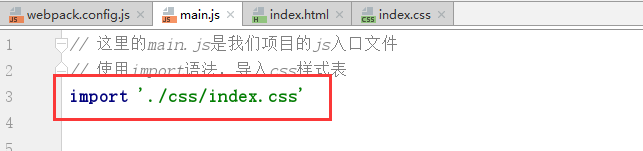 webpack.config.js × main.js × index.html × index.css ×
1 // 这里的main.js是我们项目的js入口文件
2 // 使用import语法，导入css样式表
3 import './css/index.css'
4
5